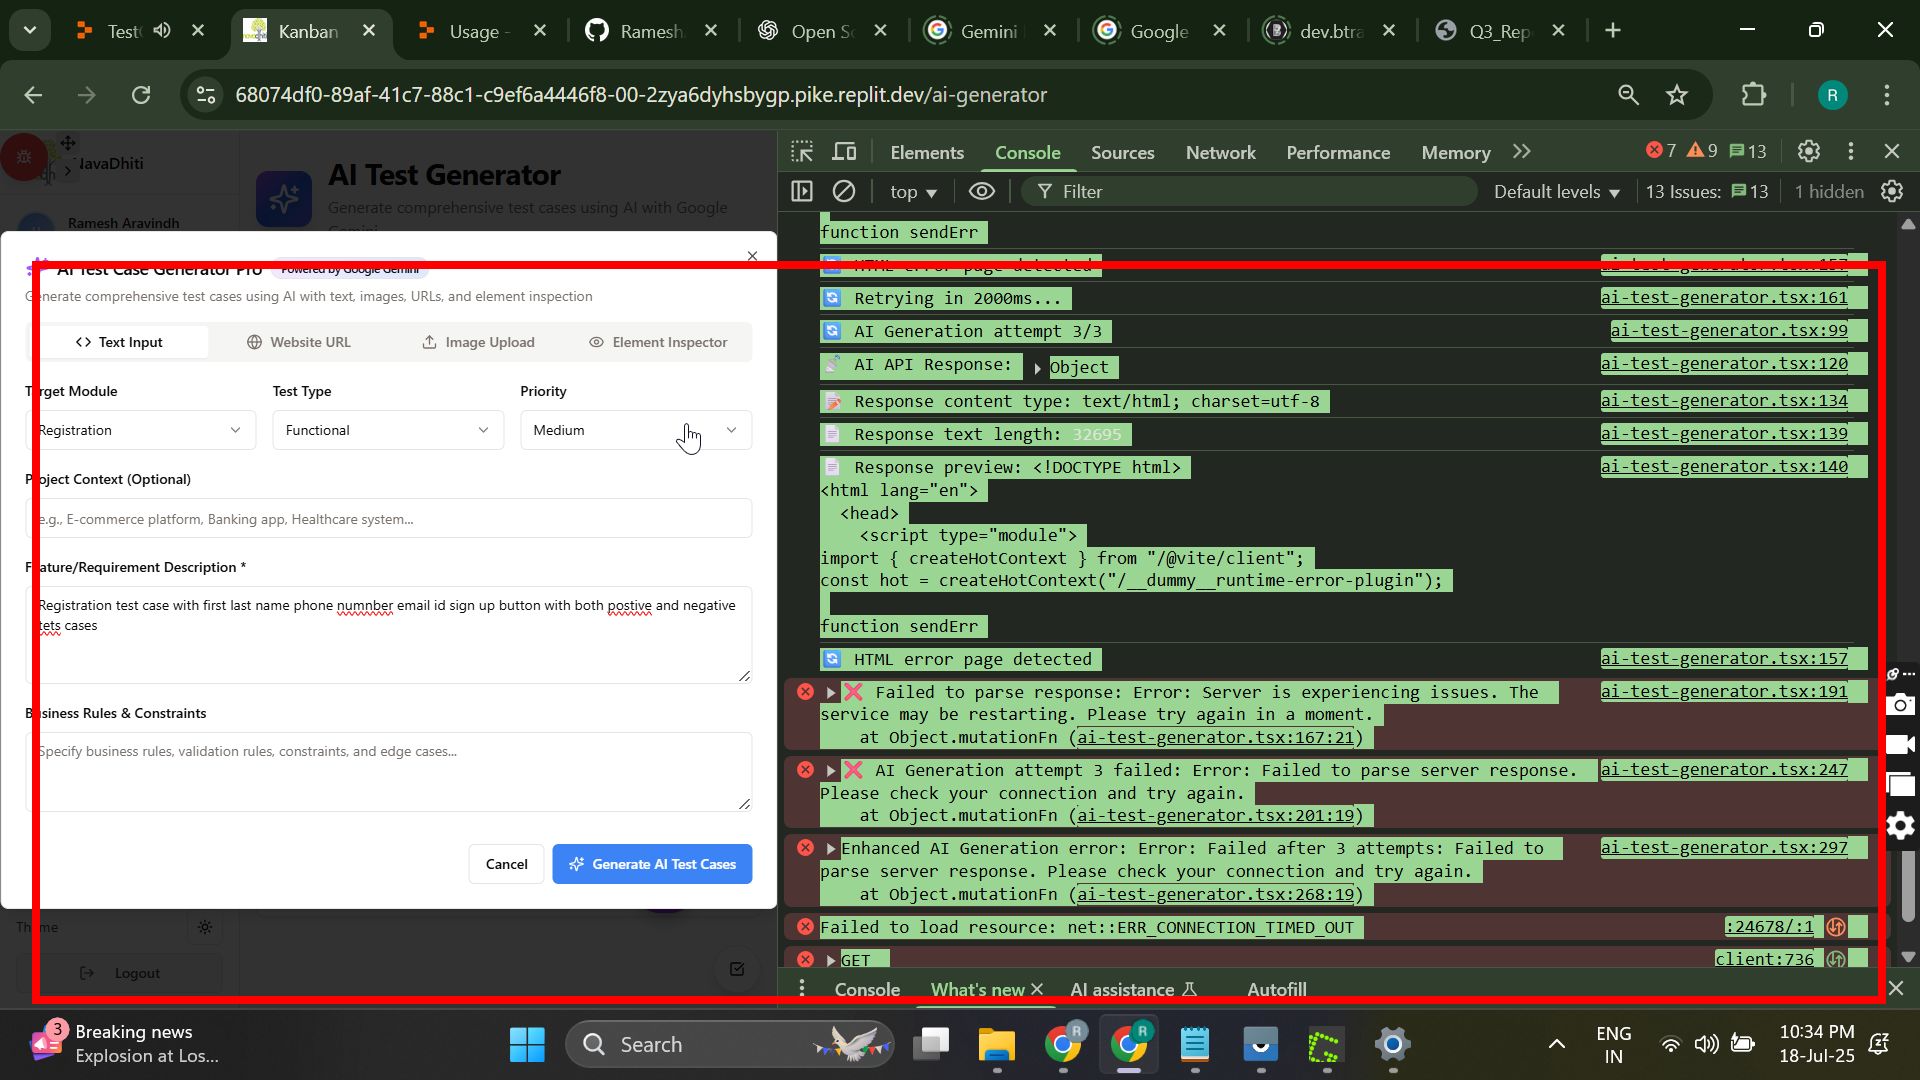 Test
Kanban
Usage -
Ramesh
Open So
Gemini
Google
dev.btra
Q3_Rep
68074df0-89af-41c7-88c1-c9ef6a4446f8-00-2zya6dyhsbygp.pike.replit.dev/ai-generator
R
NavaDhiti
Ramesh Aravindh
AI Test Generator
Generate comprehensive test cases using AI with Google
Gemini
AI Test Case Generator Pro
Powered by Google Gemini
Generate comprehensive test cases using AI with text, images, URLs, and element inspection
Text Input
Website URL
Image Upload
Element Inspector
Target Module
Test Type
Priority
Registration
Functional
Medium
Project Context (Optional)
e.g., E-commerce platform, Banking app, Healthcare system...
Feature/Requirement Description *
Registration test case with first last name phone numnber email id sign up button with both postive and negative
tets cases
Business Rules & Constraints
Specify business rules, validation rules, constraints, and edge cases...
Cancel
Generate AI Test Cases
Theme
Logout
Elements
Console
Sources
Network
Performance
Memory
7
9
13
top
Filter
Default levels
13 Issues:
13
1 hidden
function sendErr
HTML error page detected
ai-test-generator.tsx:157
Retrying in 2000ms...
ai-test-generator.tsx:161
AI Generation attempt 3/3
ai-test-generator.tsx:99
AI API Response:
Object
ai-test-generator.tsx:120
Response content type: text/html; charset=utf-8
ai-test-generator.tsx:134
Response text length: 32695
ai-test-generator.tsx:139
Response preview: <!DOCTYPE html>
ai-test-generator.tsx:140
<html lang="en">
<head>
<script type="module">
import { createHotContext } from "/@vite/client";
const hot = createHotContext("/__dummy__runtime-error-plugin");
function sendErr
HTML error page detected
ai-test-generator.tsx:157
Failed to parse response: Error: Server is experiencing issues. The
ai-test-generator.tsx:191
service may be restarting. Please try again in a moment.
at Object.mutationFn (ai-test-generator.tsx:167:21)
AI Generation attempt 3 failed: Error: Failed to parse server response.
ai-test-generator.tsx:247
Please check your connection and try again.
at Object.mutationFn (ai-test-generator.tsx:201:19)
Enhanced AI Generation error: Error: Failed after 3 attempts: Failed to
ai-test-generator.tsx:297
parse server response. Please check your connection and try again.
at Object.mutationFn (ai-test-generator.tsx:268:19)
Failed to load resource: net::ERR_CONNECTION_TIMED_OUT
:24678/:1
GET
client:736
Console
What's new
AI assistance
Autofill
3
Breaking news
Explosion at Los...
Search
R
R
ENG
IN
10:34 PM
18-Jul-25